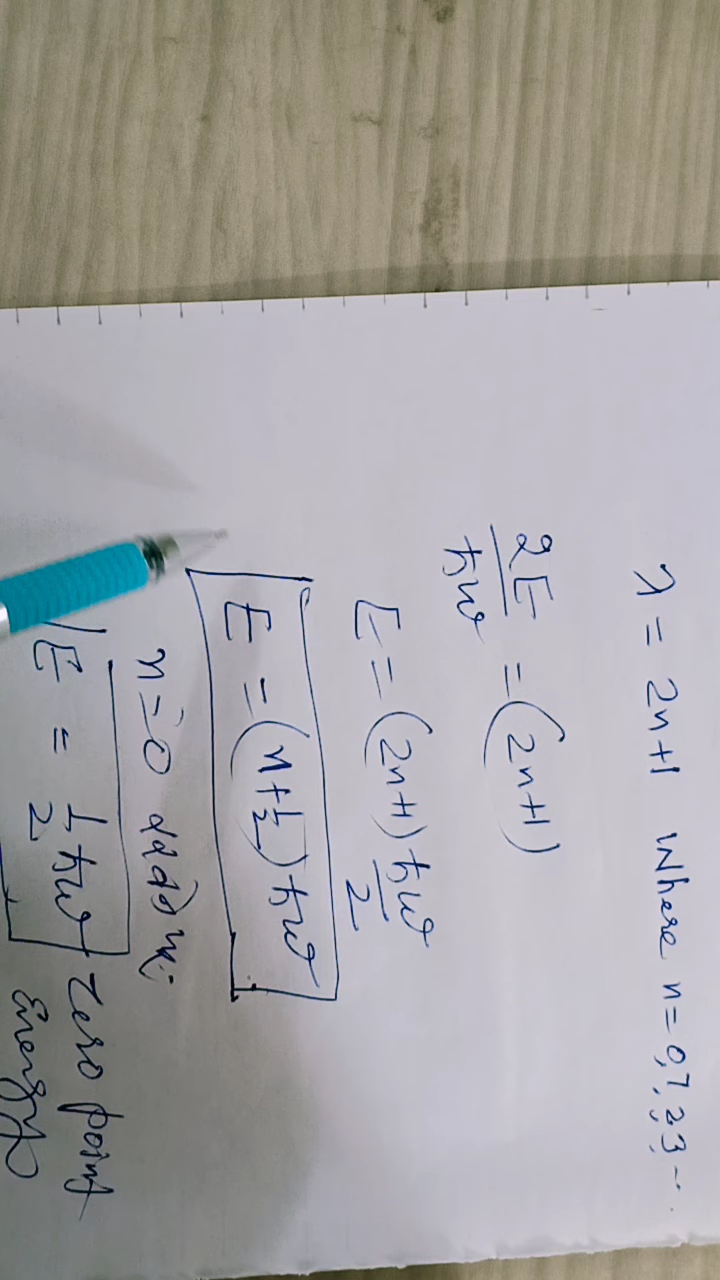 λ = 2n+1 where n = 0,1,2,3...
2E/ħω = (2n+1)
E = (2n+1) ħω/2
E = (n+1/2) ħω
n=0
E = 1/2 ħω zero point Energy